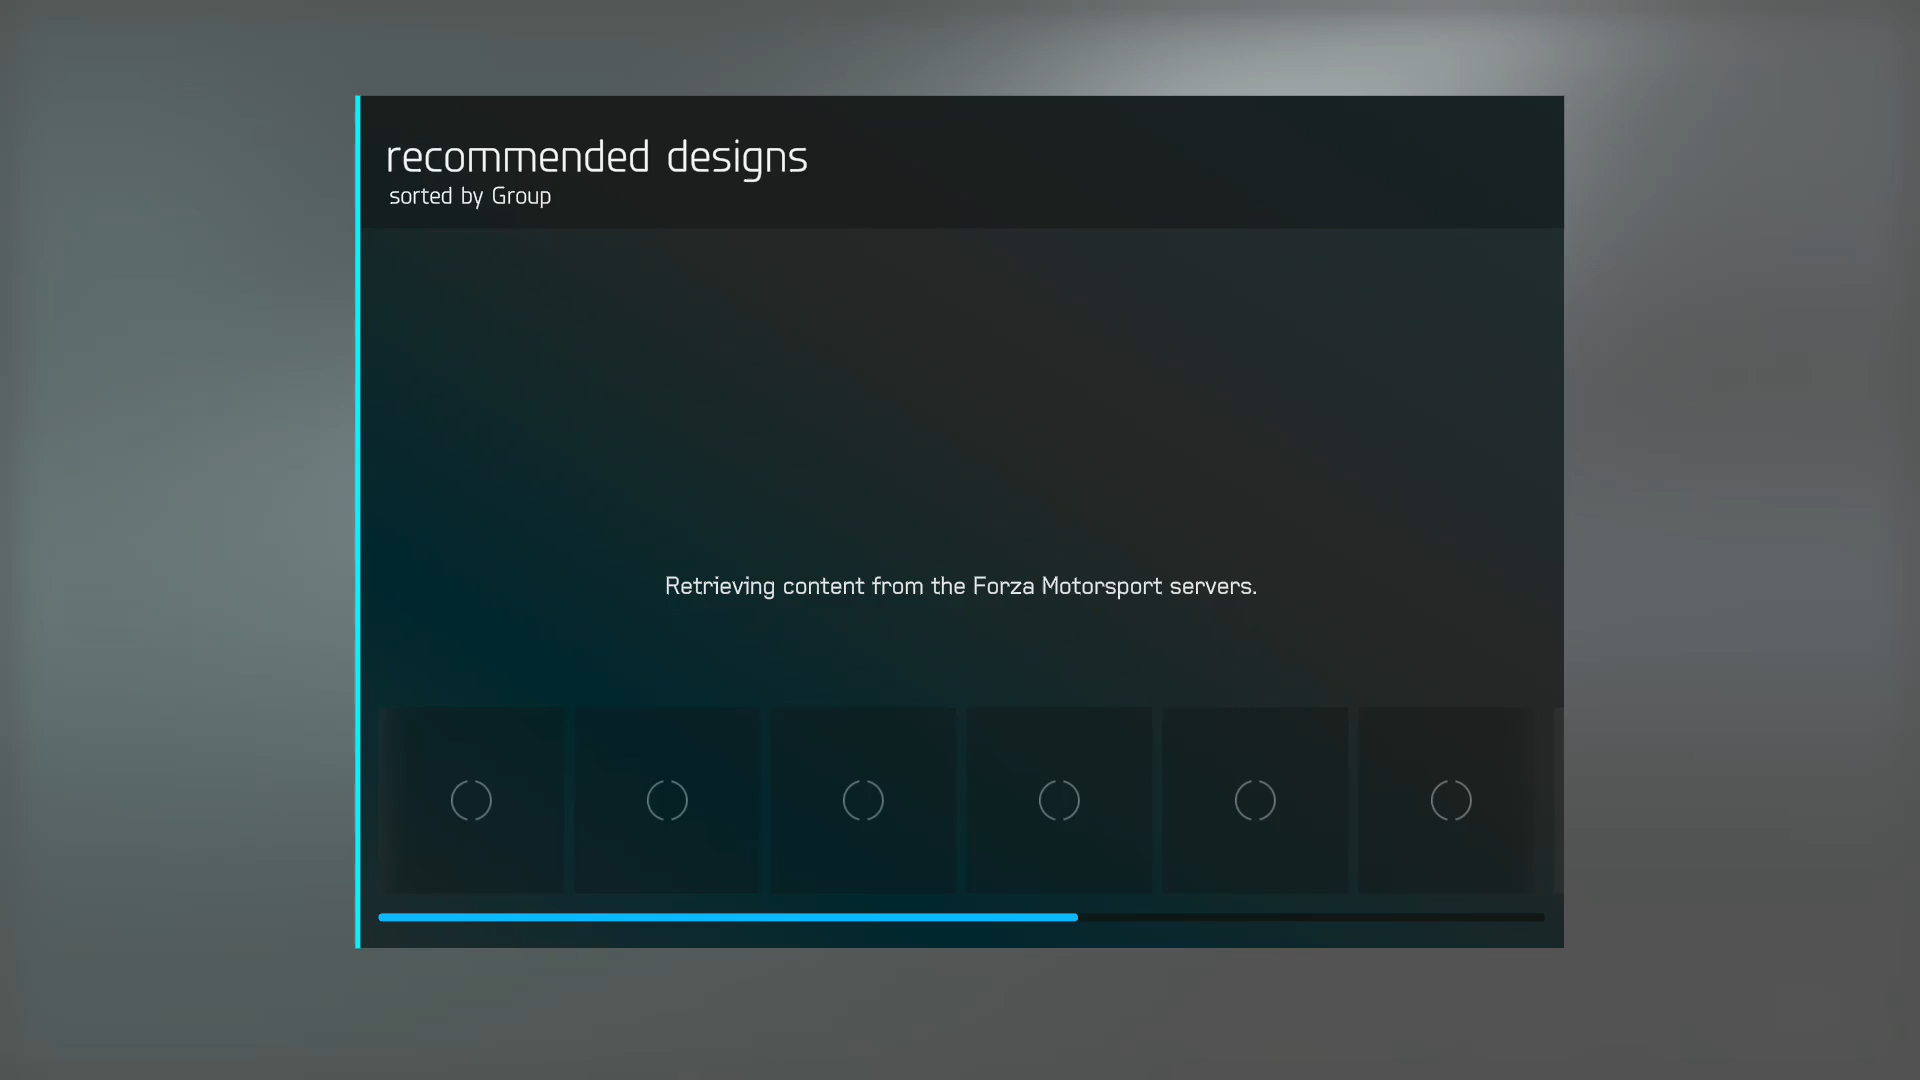 recommended designs
sorted by Group
Retrieving content from the Forza Motorsport servers.